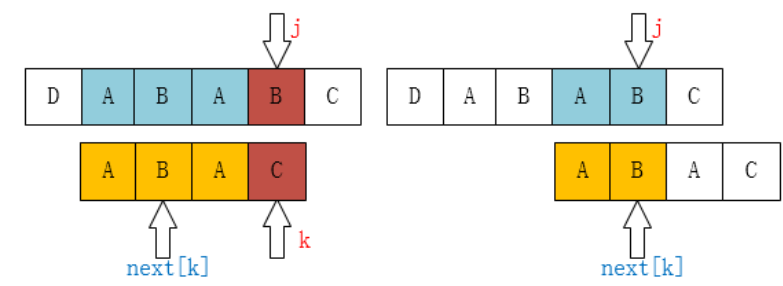 j j
D A B A B C D A B A B C
A B A C A B A C
k
next[k] next[k]